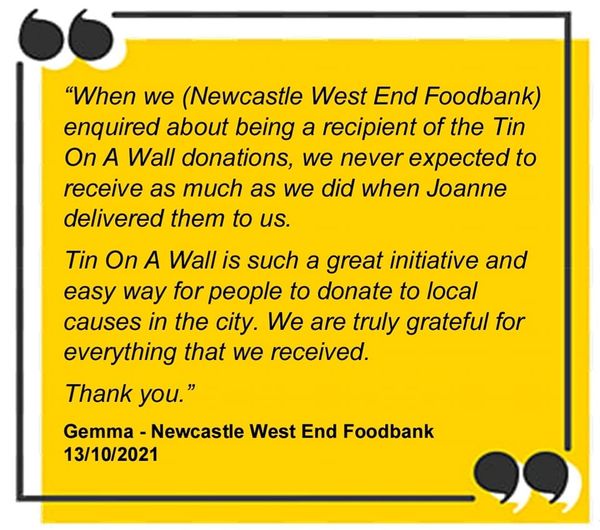 “When we (Newcastle West End Foodbank)
enquired about being a recipient of the Tin
On A Wall donations, we never expected to
receive as much as we did when Joanne
delivered them to us.
Tin On A Wall is such a great initiative and
easy way for people to donate to local
causes in the city. We are truly grateful for
everything that we received.
Thank you.”
Gemma - Newcastle West End Foodbank
13/10/2021